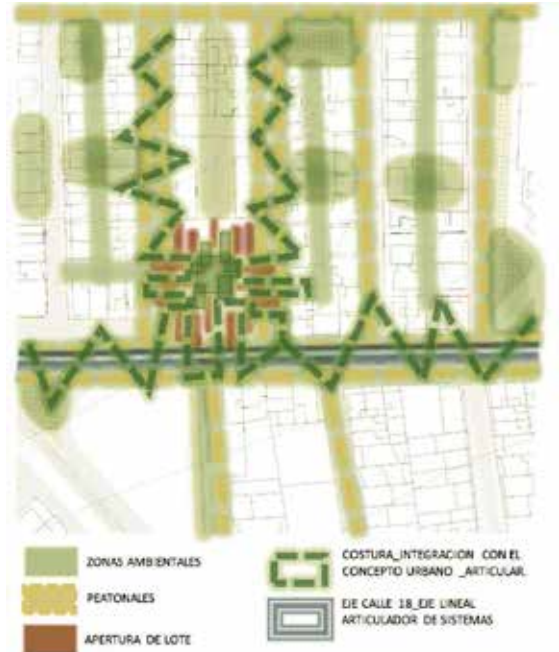 ZONAS AMBIENTALES
PEATONALES
APERTURA DE LOTE
COSTURA_INTEGRACION CON EL
CONCEPTO URBANO _ARTICULAR.
EJE CALLE 18_EJE LINEAL
ARTICULADOR DE SISTEMAS